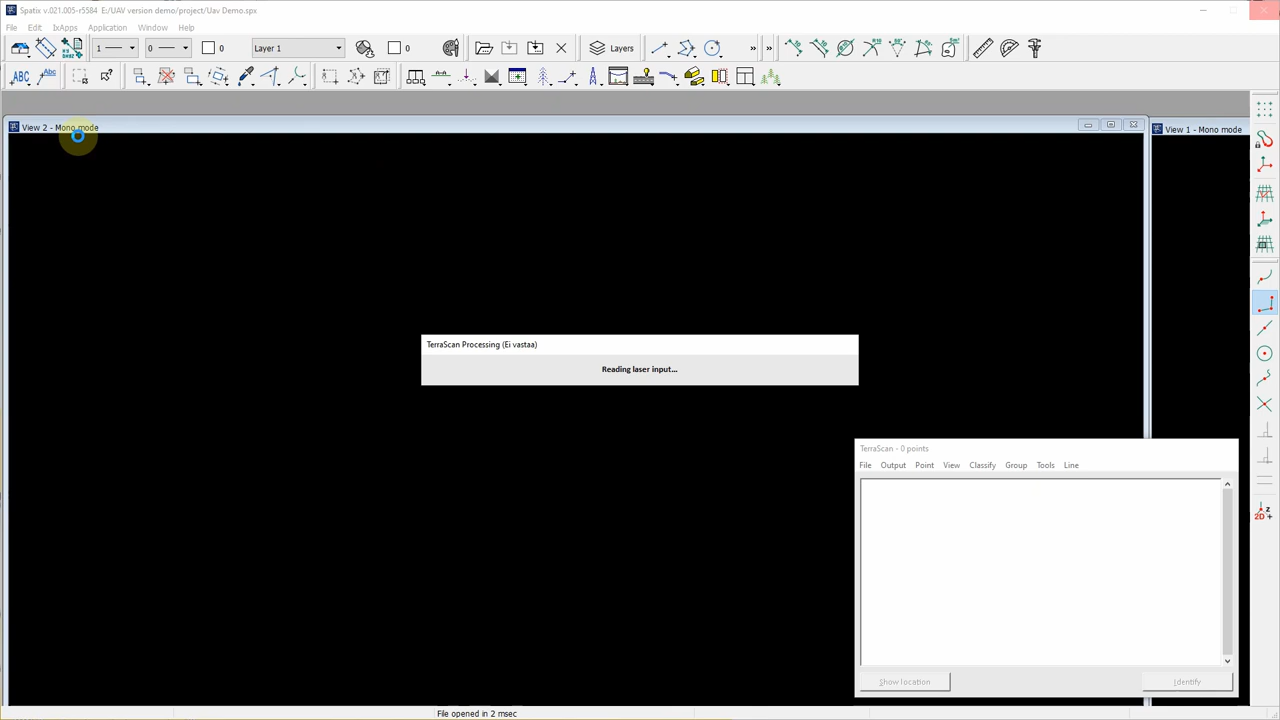 Spatix v.021.005-r5584 E:/UAV version demo/project/Uav Demo.spx
File Edit IxApps Application Window Help
1 0 0 Layer 1 0 Layers
ABC Abc
View 2 - Mono mode
View 1 - Mono mode
TerraScan Processing (Ei vastaa)
Reading laser input...
TerraScan - 0 points
File Output Point View Classify Group Tools Line
Show location Identify
2D z
File opened in 2 msec